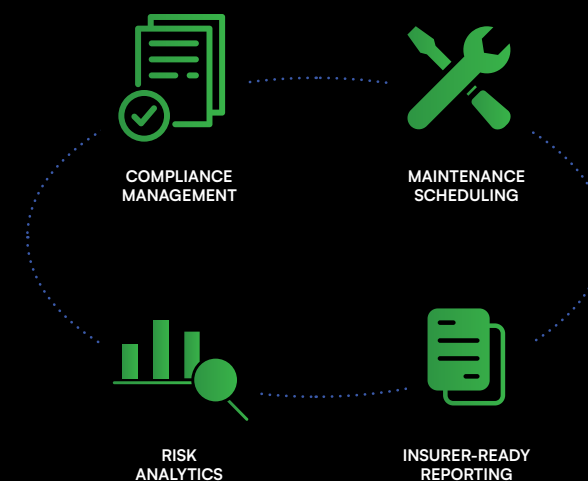 COMPLIANCE
MANAGEMENT
MAINTENANCE
SCHEDULING
RISK
ANALYTICS
INSURER-READY
REPORTING